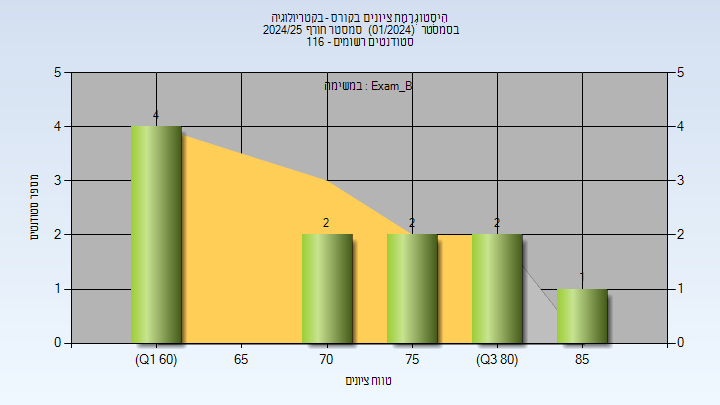 הִיסְטוֹגְרָמַת ציונים בקורס - בקטריולוגיה
בסמסטר (01/2024) סמסטר חורף 2024/25
סטודנטים רשומים - 116
במשימה : Exam_B
מספר סטודנטים
5
4
3
2
1
0
5
4
3
2
1
0
4
2
2
2
1
(Q1 60)
65
70
75
(Q3 80)
85
טווח ציונים